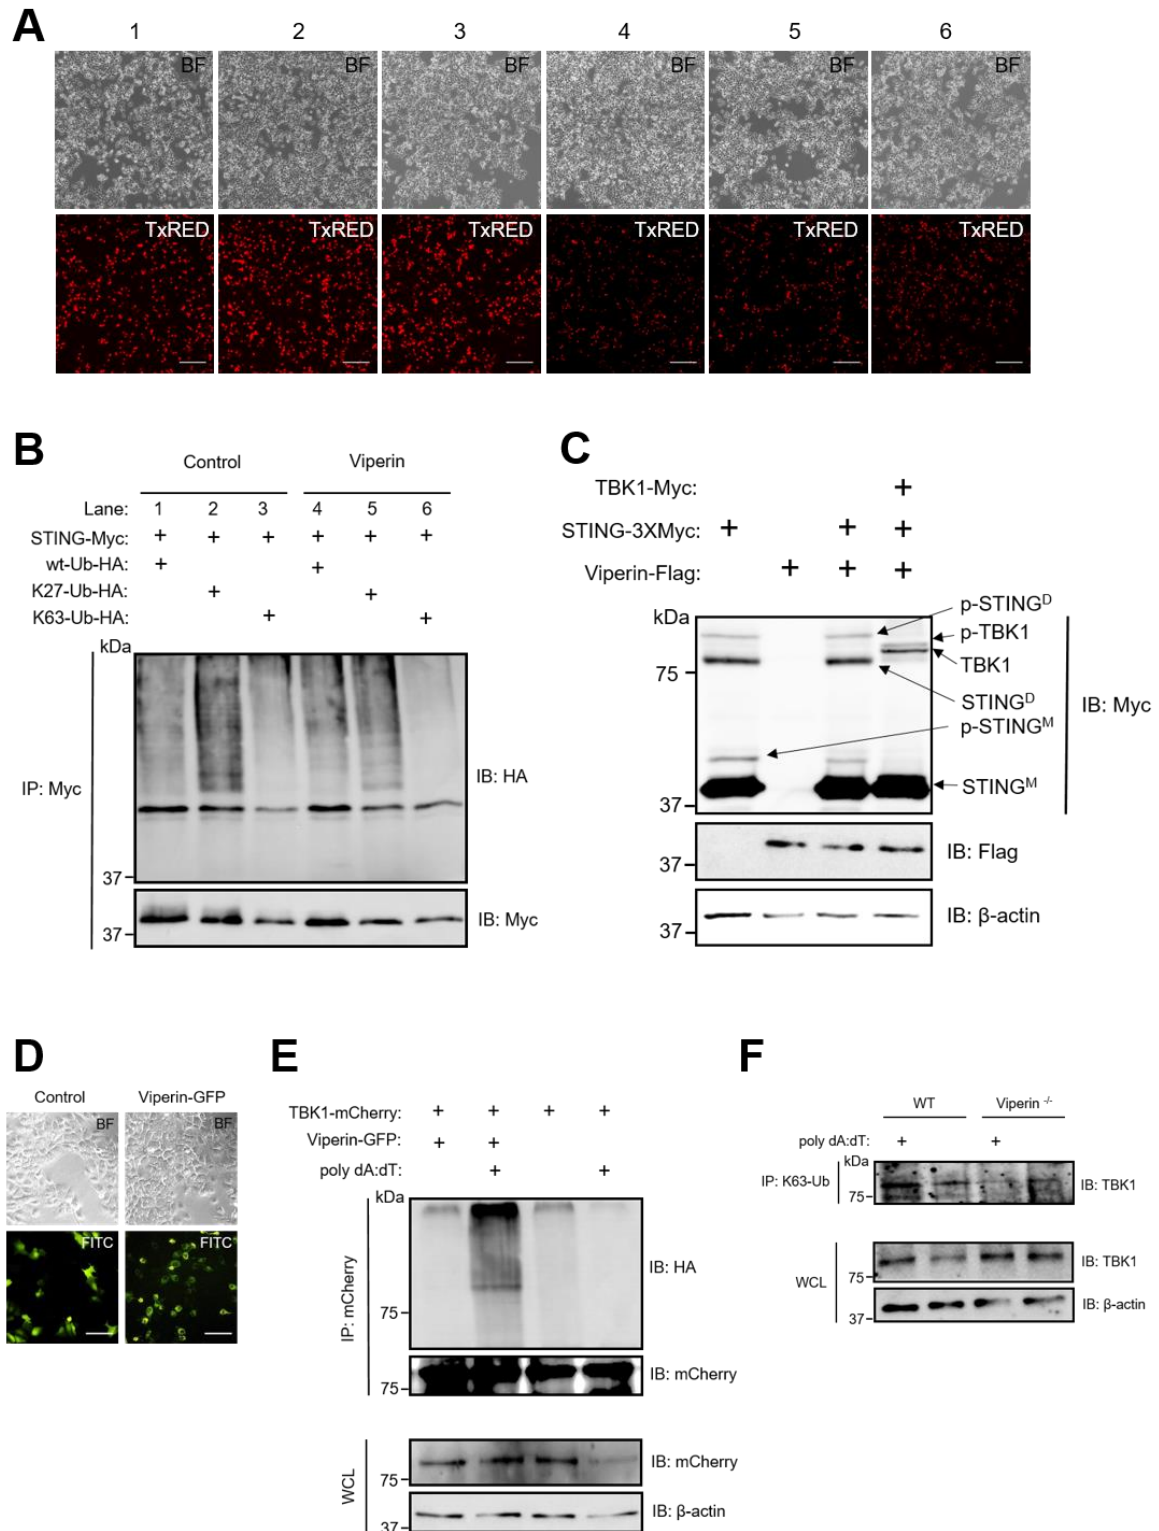 A
1 2 3 4 5 6
BF BF BF BF BF BF
TxRED TxRED TxRED TxRED TxRED TxRED
B
Control Viperin
Lane: 1 2 3 4 5 6
STING-Myc: + + + + + +
wt-Ub-HA: + +
K27-Ub-HA: + +
K63-Ub-HA: + +
kDa
IP: Myc
IB: HA
37
IB: Myc
37
C
TBK1-Myc: +
STING-3XMyc: + + +
Viperin-Flag: + + +
kDa
p-STINGᴰ
p-TBK1
TBK1
75
STINGᴰ
IB: Myc
p-STINGᴹ
STINGᴹ
37
IB: Flag
37
IB: β-actin
37
D
Control Viperin-GFP
BF BF
FITC FITC
E
TBK1-mCherry: + + + +
Viperin-GFP: + +
poly dA:dT: + +
kDa
IP: mCherry
IB: HA
75
IB: mCherry
75
WCL
IB: mCherry
75
IB: β-actin
37
F
WT Viperin -/-
poly dA:dT: + +
kDa
IP: K63-Ub
IB: TBK1
75
WCL
IB: TBK1
75
IB: β-actin
37